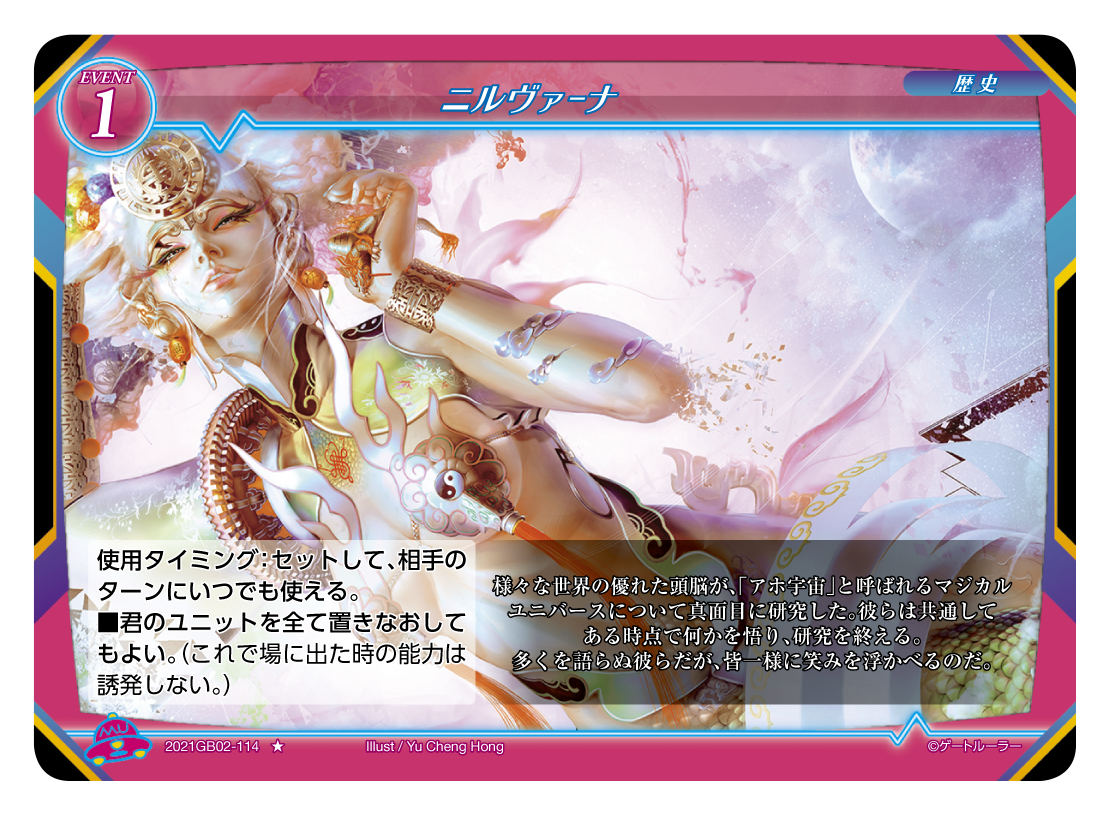 EVENT
1
ニルヴァーナ
歴史
使用タイミング：セットして、相手の
ターンにいつでも使える。
■君のユニットを全て置きなおして
もよい。（これで場に出た時の能力は
誘発しない。）
様々な世界の優れた頭脳が、「アホ宇宙」と呼ばれるマジカル
ユニバースについて真面目に研究した。彼らは共通して
ある時点で何かを悟り、研究を終える。
多くを語らぬ彼らだが、皆一様に笑みを浮かべるのだ。
MU
2021GB02-114 ★
Illust / Yu Cheng Hong
©ゲートルーラー